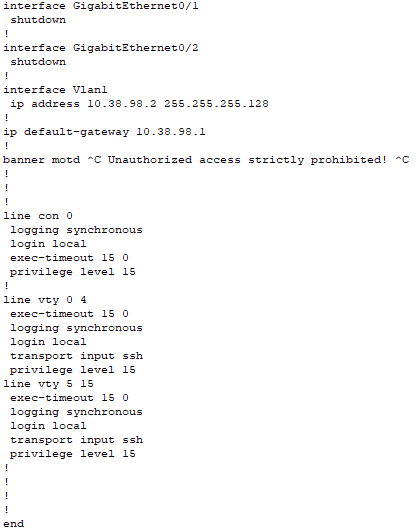 interface GigabitEthernet0/1
 shutdown
!
interface GigabitEthernet0/2
 shutdown
!
interface Vlan1
 ip address 10.38.98.2 255.255.255.128
!
ip default-gateway 10.38.98.1
!
banner motd ^C Unauthorized access strictly prohibited! ^C
!
!
!
line con 0
 logging synchronous
 login local
 exec-timeout 15 0
 privilege level 15
!
line vty 0 4
 exec-timeout 15 0
 logging synchronous
 login local
 transport input ssh
 privilege level 15
line vty 5 15
 exec-timeout 15 0
 logging synchronous
 login local
 transport input ssh
 privilege level 15
!
!
!
!
end